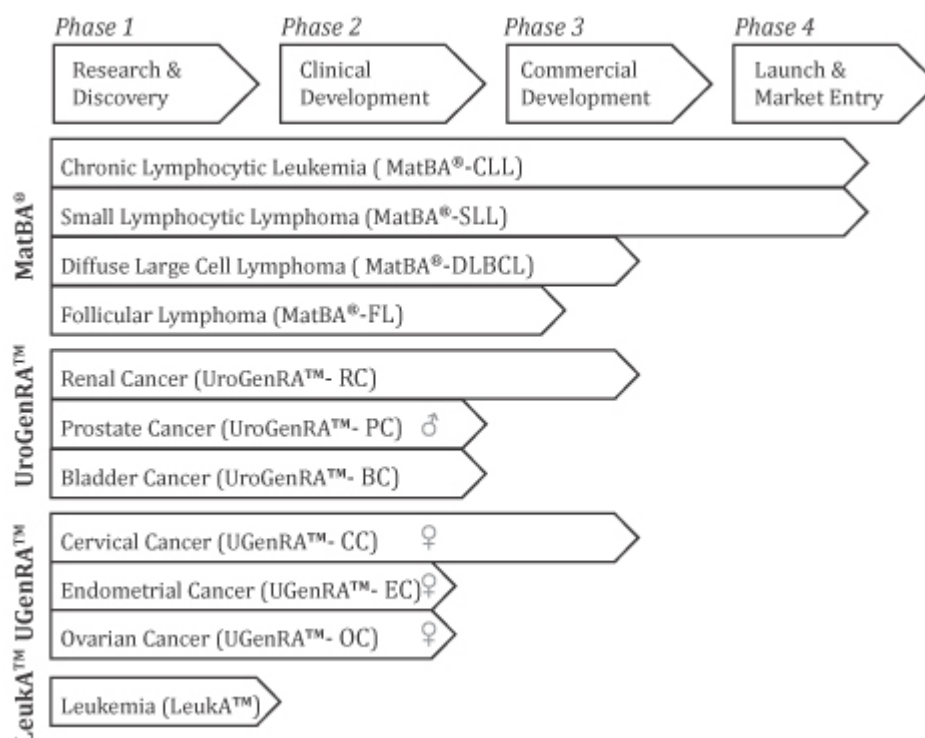 Phase 1
Phase 2
Phase 3
Phase 4
Research &
Discovery
Clinical
Development
Commercial
Development
Launch &
Market Entry
MatBA®
Chronic Lymphocytic Leukemia ( MatBA®-CLL)
Small Lymphocytic Lymphoma (MatBA®-SLL)
Diffuse Large Cell Lymphoma ( MatBA®-DLBCL)
Follicular Lymphoma (MatBA®-FL)
UroGenRA™
Renal Cancer (UroGenRA™- RC)
Prostate Cancer (UroGenRA™- PC) ♂
Bladder Cancer (UroGenRA™- BC)
UGenRA™
Cervical Cancer (UGenRA™- CC) ♀
Endometrial Cancer (UGenRA™- EC) ♀
Ovarian Cancer (UGenRA™- OC) ♀
LeukA™
Leukemia (LeukA™)